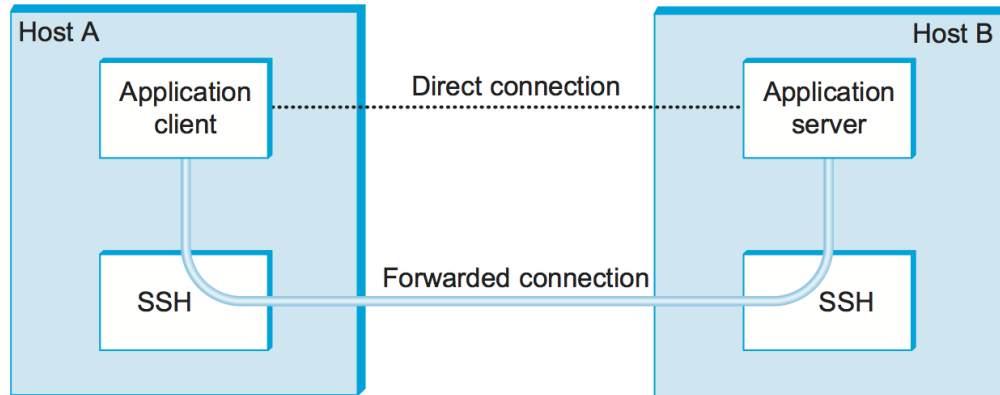 Host A
Host B
Application
client
Direct connection
Application
server
Forwarded connection
SSH
SSH